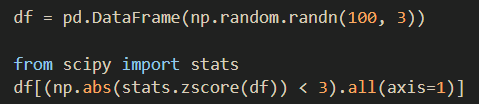 df = pd.DataFrame(np.random.randn(100, 3))
from scipy import stats
df[(np.abs(stats.zscore(df)) < 3).all(axis=1)]